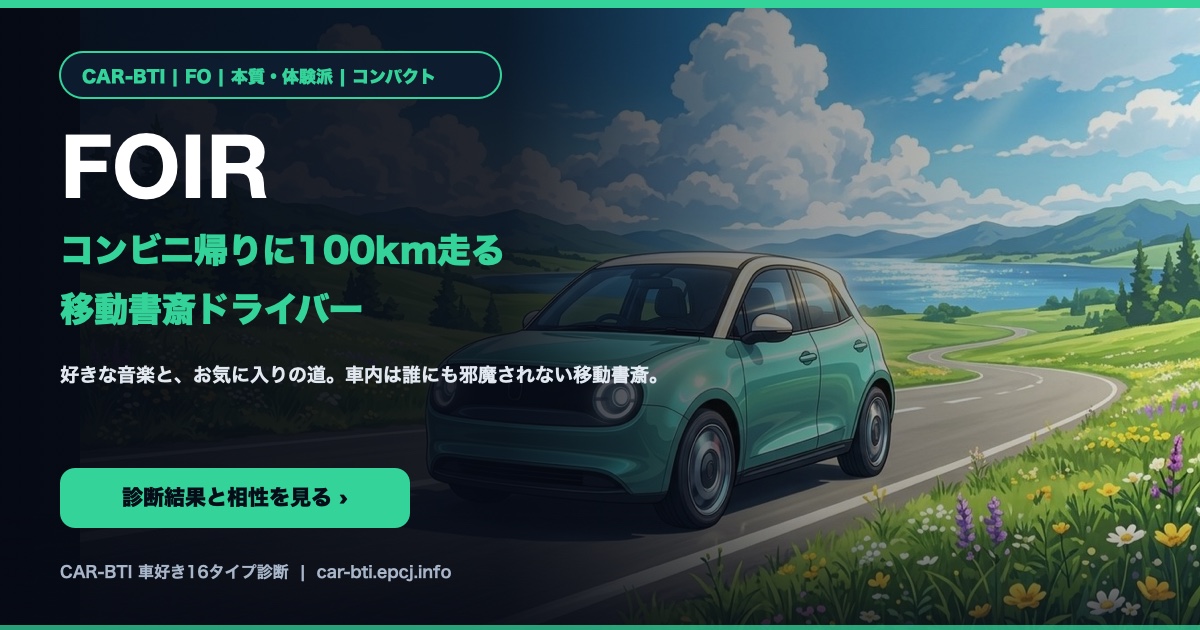 CAR-BTI | FO | 本質・体験派 | コンパクト
FOIR
コンビニ帰りに100km走る
移動書斎ドライバー
好きな音楽と、お気に入りの道。車内は誰にも邪魔されない移動書斎。
診断結果と相性を見る ›
CAR-BTI 車好き16タイプ診断 | car-bti.epcj.info